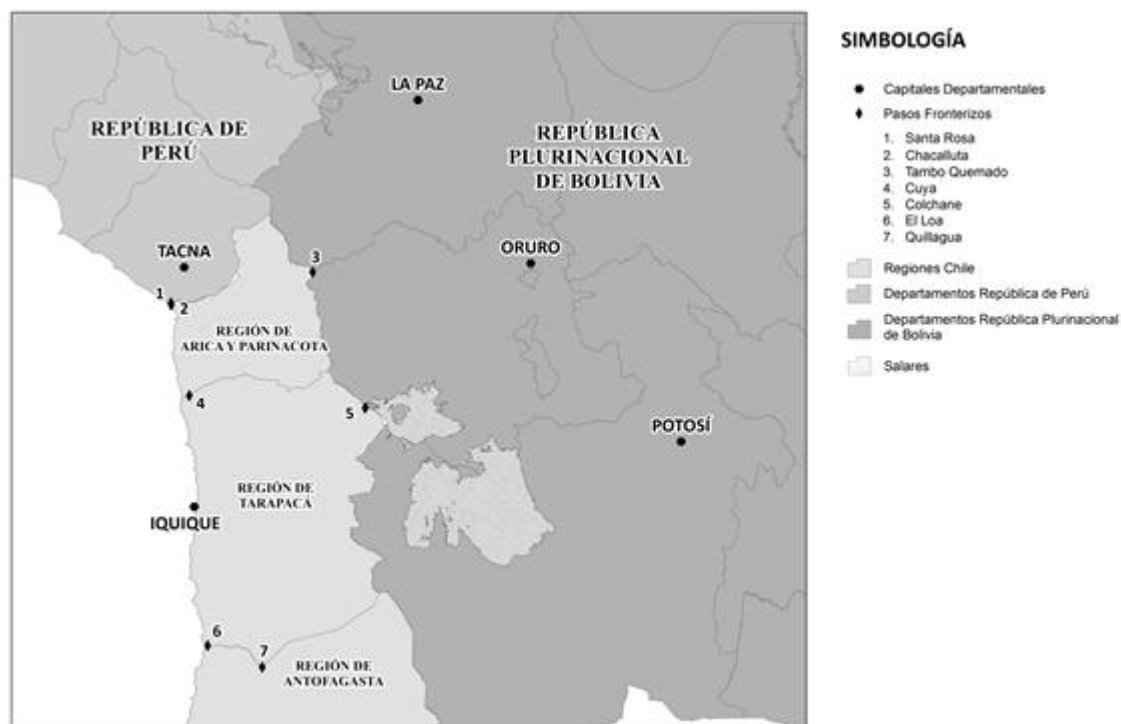 LA PAZ
REPÚBLICA DE
PERÚ
REPÚBLICA
PLURINACIONAL
DE BOLIVIA
TACNA
ORURO
3
1
2
REGIÓN DE
ARICA Y PARINACOTA
4
5
POTOSÍ
REGIÓN DE
TARAPACÁ
IQUIQUE
6
7
REGIÓN DE
ANTOFAGASTA
SIMBOLOGÍA
Capitales Departamentales
Pasos Fronterizos
1. Santa Rosa
2. Chacalluta
3. Tambo Quemado
4. Cuya
5. Colchane
6. El Loa
7. Quillagua
Regiones Chile
Departamentos República de Perú
Departamentos República Plurinacional
de Bolivia
Salares